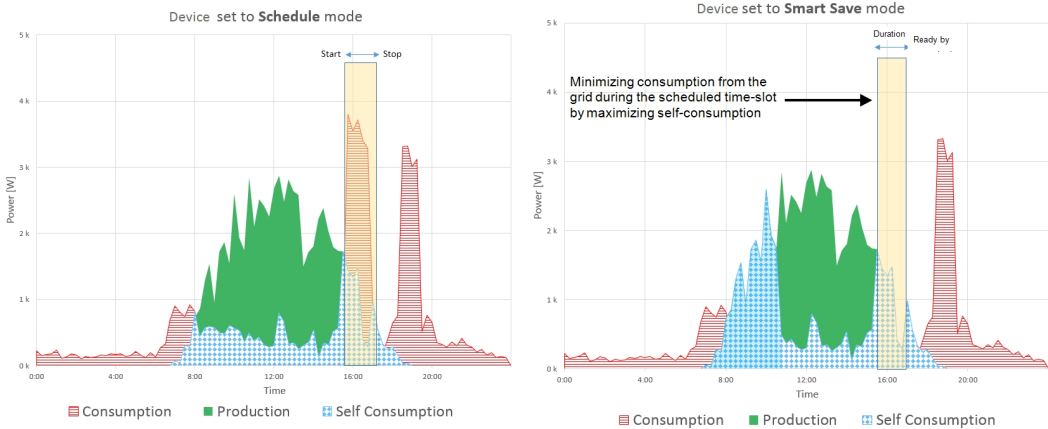 Device set to Schedule mode
5 k
4 k
3 k
2 k
1 k
0 k
Power [W]
Start
Stop
0:00
4:00
8:00
12:00
16:00
20:00
Time
Consumption
Production
Self Consumption
Device set to Smart Save mode
5 k
4 k
3 k
2 k
1 k
0 k
Power [W]
Duration
Ready by
Minimizing consumption from the
grid during the scheduled time-slot
by maximizing self-consumption
0:00
4:00
8:00
12:00
16:00
20:00
Time
Consumption
Production
Self Consumption